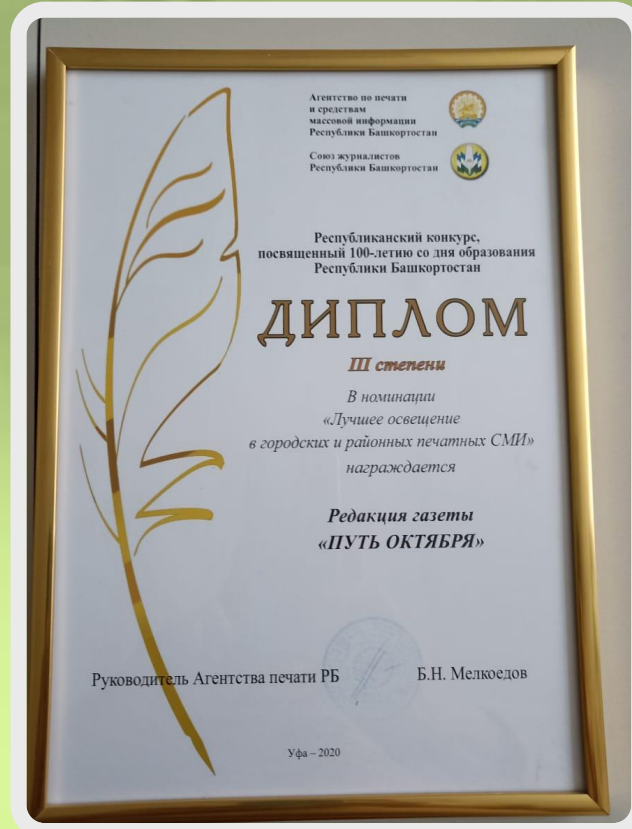 Агентство по печати
и средствам
массовой информации
Республики Башкортостан
Союз журналистов
Республики Башкортостан
Республиканский конкурс,
посвященный 100-летию со дня образования
Республики Башкортостан
ДИПЛОМ
III степени
В номинации
«Лучшее освещение
в городских и районных печатных СМИ»
награждается
Редакция газеты
«ПУТЬ ОКТЯБРЯ»
Руководитель Агентства печати РБ Б.Н. Мелкоедов
Уфа – 2020